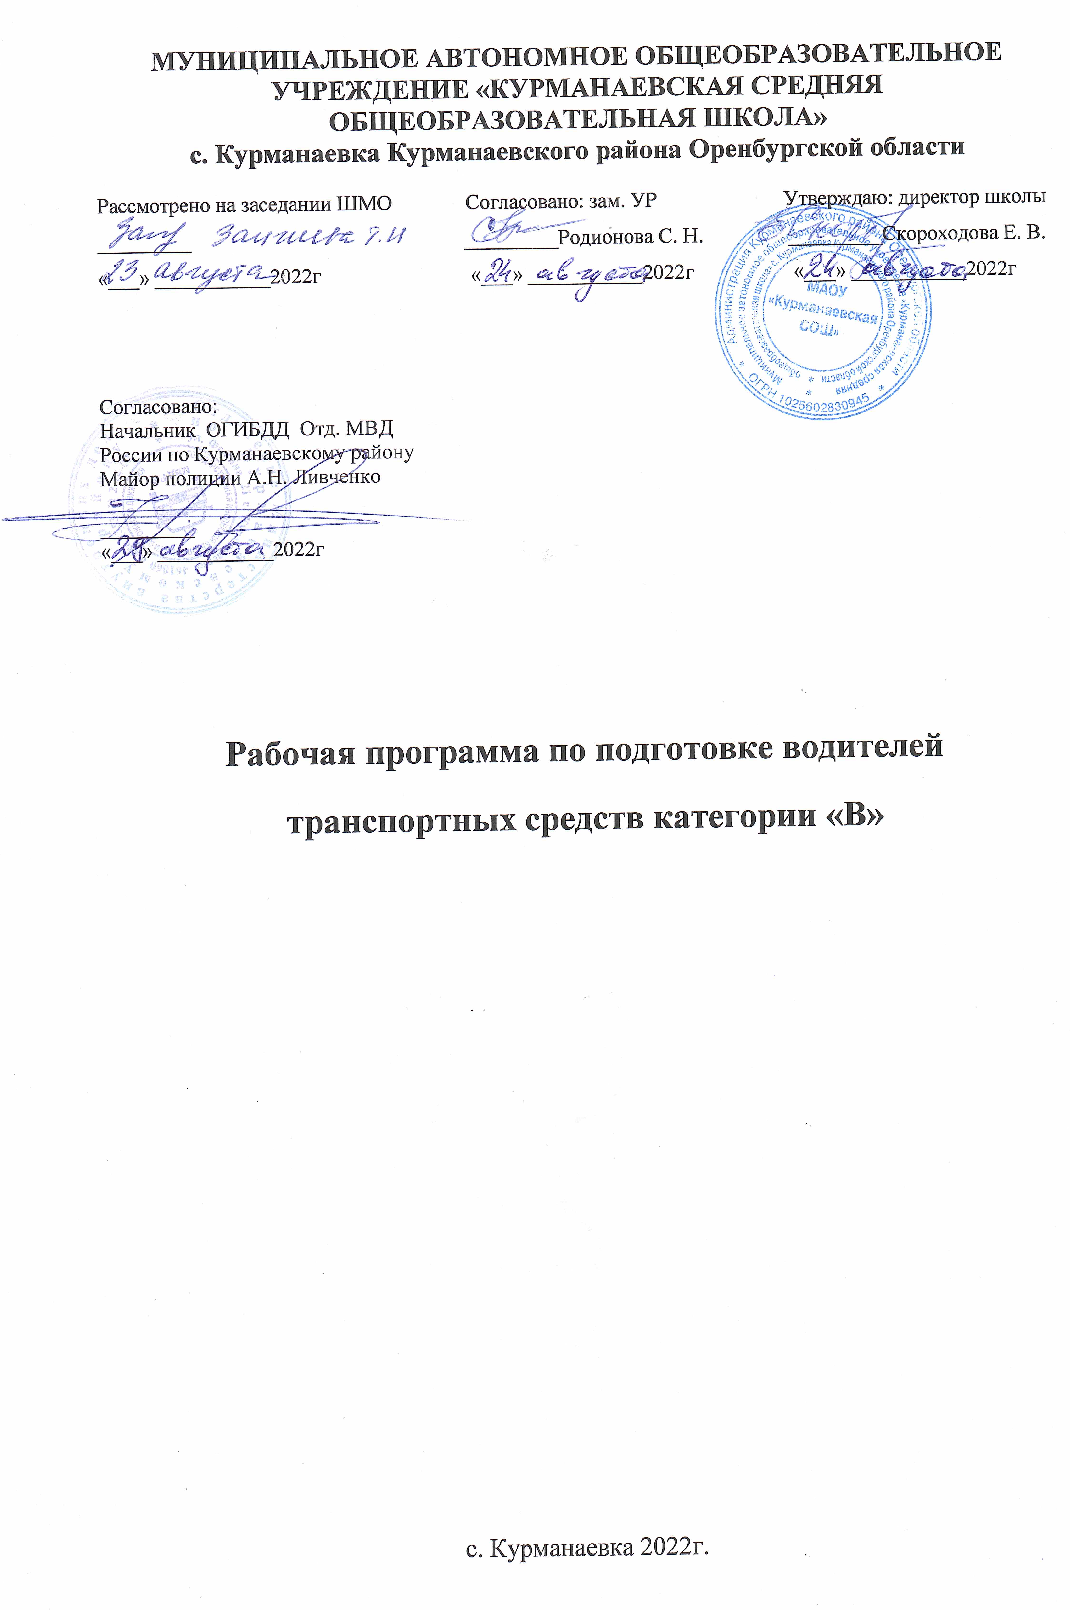 МУНИЦИПАЛЬНОЕ АВТОНОМНОЕ ОБЩЕОБРАЗОВАТЕЛЬНОЕ
УЧРЕЖДЕНИЕ «КУРМАНАЕВСКАЯ СРЕДНЯЯ
ОБЩЕОБРАЗОВАТЕЛЬНАЯ ШКОЛА»
с. Курманаевка Курманаевского района Оренбургской области
Рассмотрено на заседании ШМО
«23» августа 2022г
Согласовано: зам. УР
Родионова С. Н.
«24» августа 2022г
Утверждаю: директор школы
Скороходова Е. В.
«24» августа 2022г
МАОУ
«Курманаевская
СОШ»
ОГРН 1025602830945
Согласовано:
Начальник ОГИБДД Отд. МВД
России по Курманаевскому району
Майор полиции А.Н. Ливченко
августа 2022г
Рабочая программа по подготовке водителей
транспортных средств категории «В»
с. Курманаевка 2022г.